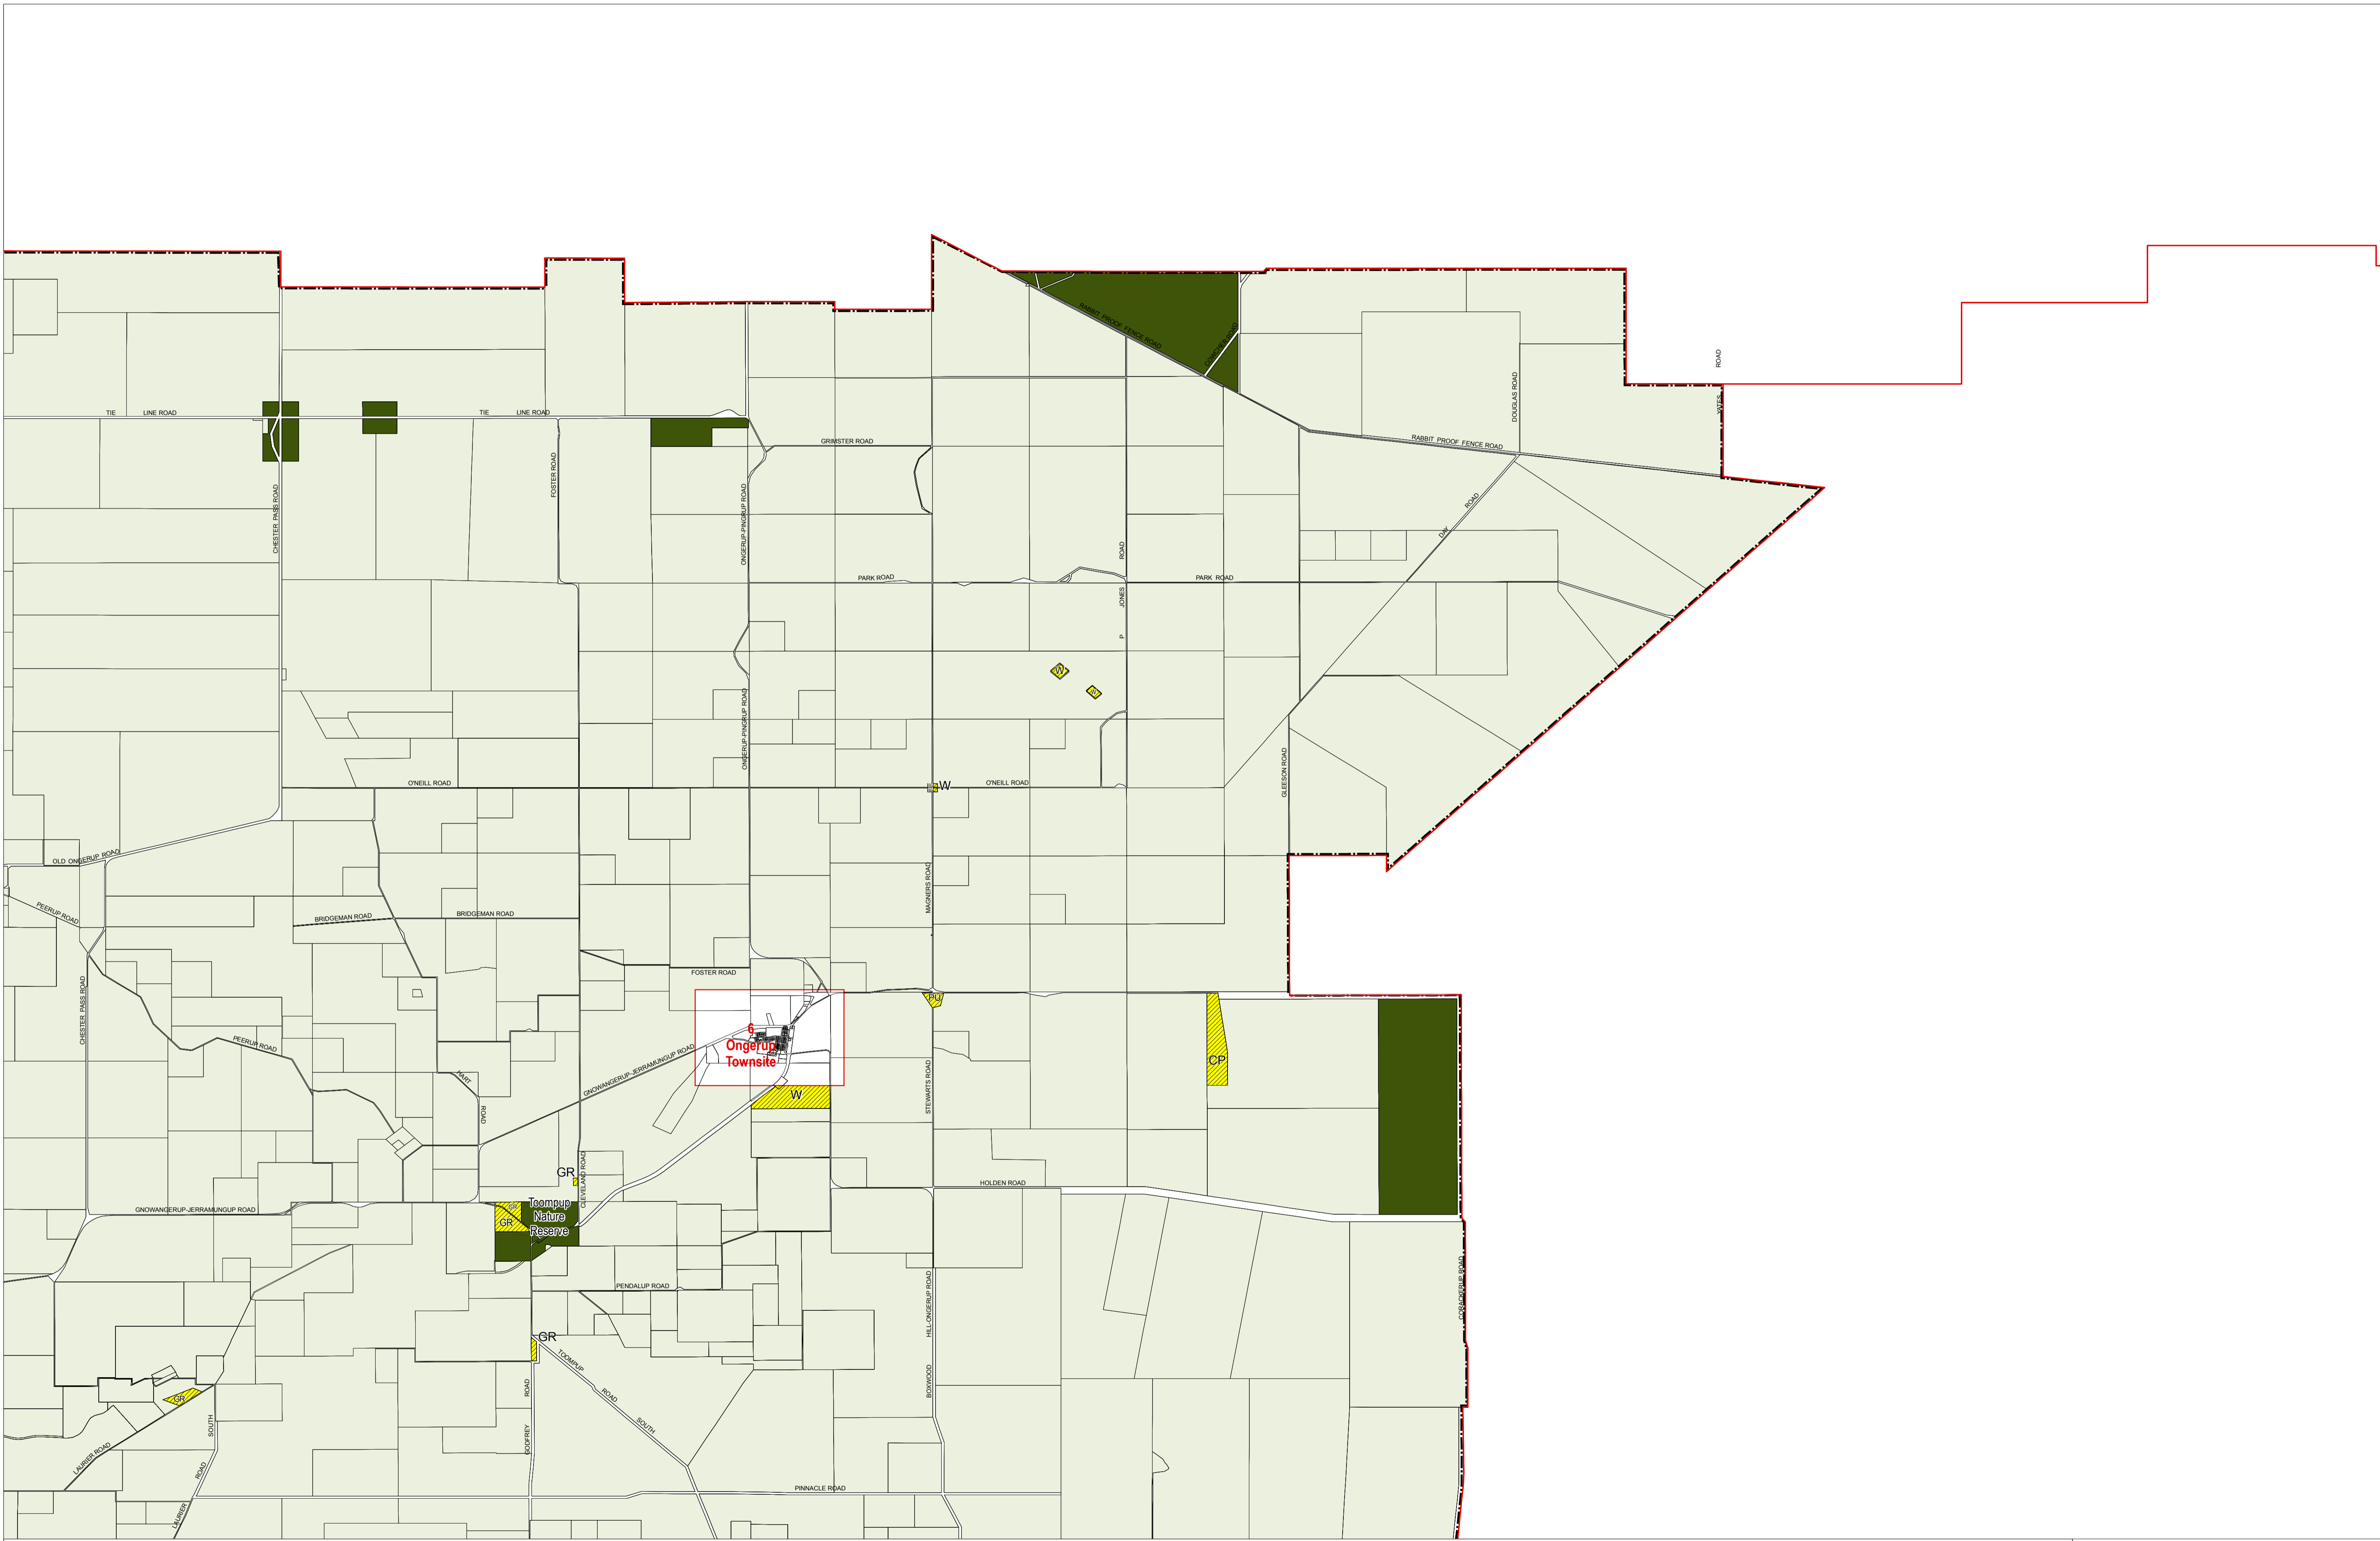 ROAD
RABBIT PROOF FENCE ROAD
COWCHER ROAD
DOUGLAS ROAD
YATES
TIE LINE ROAD
TIE LINE ROAD
GRIMSTER ROAD
RABBIT PROOF FENCE ROAD
FOSTER ROAD
CHESTER PASS ROAD
ONGERUP-PINGRUP ROAD
DAY ROAD
ROAD
PARK ROAD
PARK ROAD
JONES
P
W
ONGERUP-PINGRUP ROAD
GLEESON ROAD
O'NEILL ROAD
W
O'NEILL ROAD
OLD ONGERUP ROAD
MAGNERIS ROAD
PEERUP ROAD
BRIDGEMAN ROAD
BRIDGEMAN ROAD
FOSTER ROAD
CHESTER PASS ROAD
PU
6
Ongerup
Townsite
PEERUP ROAD
GNOWANGERUP-JERRAMUNGUP ROAD
CP
HART
ROAD
W
STEWARTS ROAD
GR
CLEVELAND ROAD
HOLDEN ROAD
Toompup
Nature
Reserve
GR
GR
GNOWANGERUP-JERRAMUNGUP ROAD
PENDALUP ROAD
HILL-ONGERUP ROAD
CORACKERUP ROAD
GR
TOOMPUP
ROAD
SOUTH
BOXWOOD
ROAD
GODFREY
GR
SOUTH
LAURIER ROAD
ROAD
LAURIER
PINNACLE ROAD